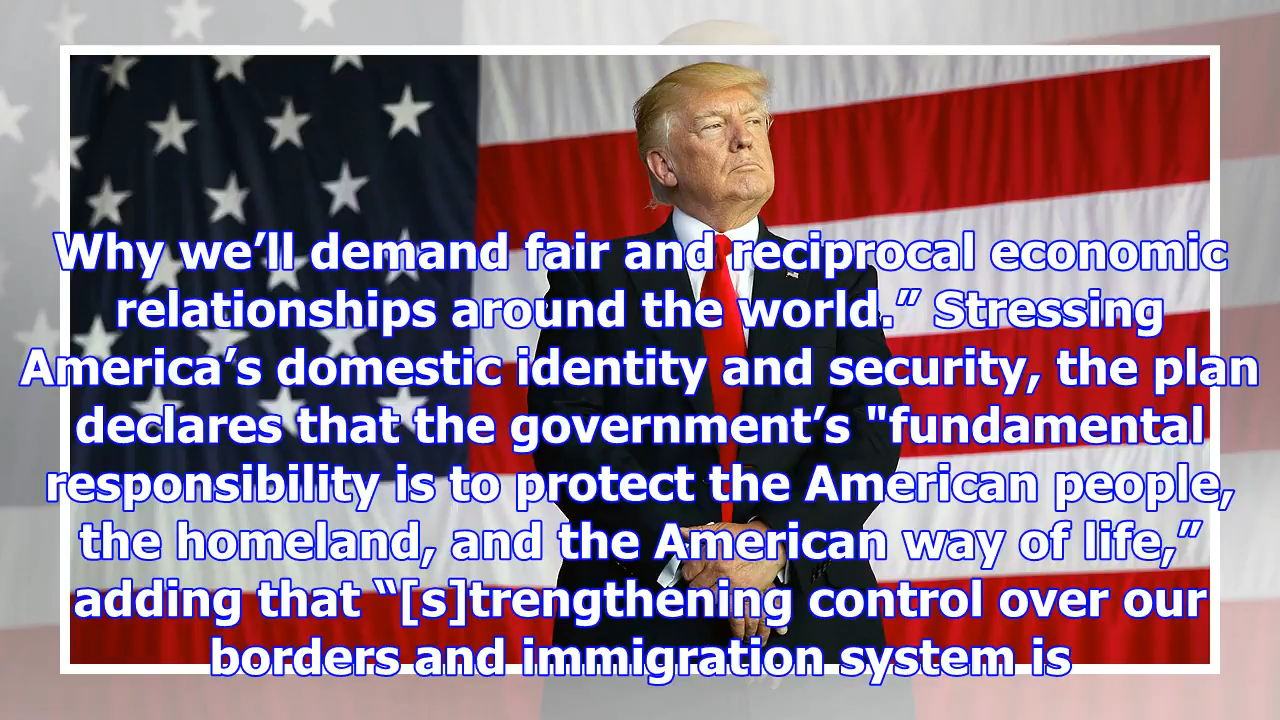 Why we’ll demand fair and reciprocal economic
relationships around the world.” Stressing
America’s domestic identity and security, the plan
declares that the government’s "fundamental
responsibility is to protect the American people,
the homeland, and the American way of life,”
adding that “[s]trengthening control over our
borders and immigration system is